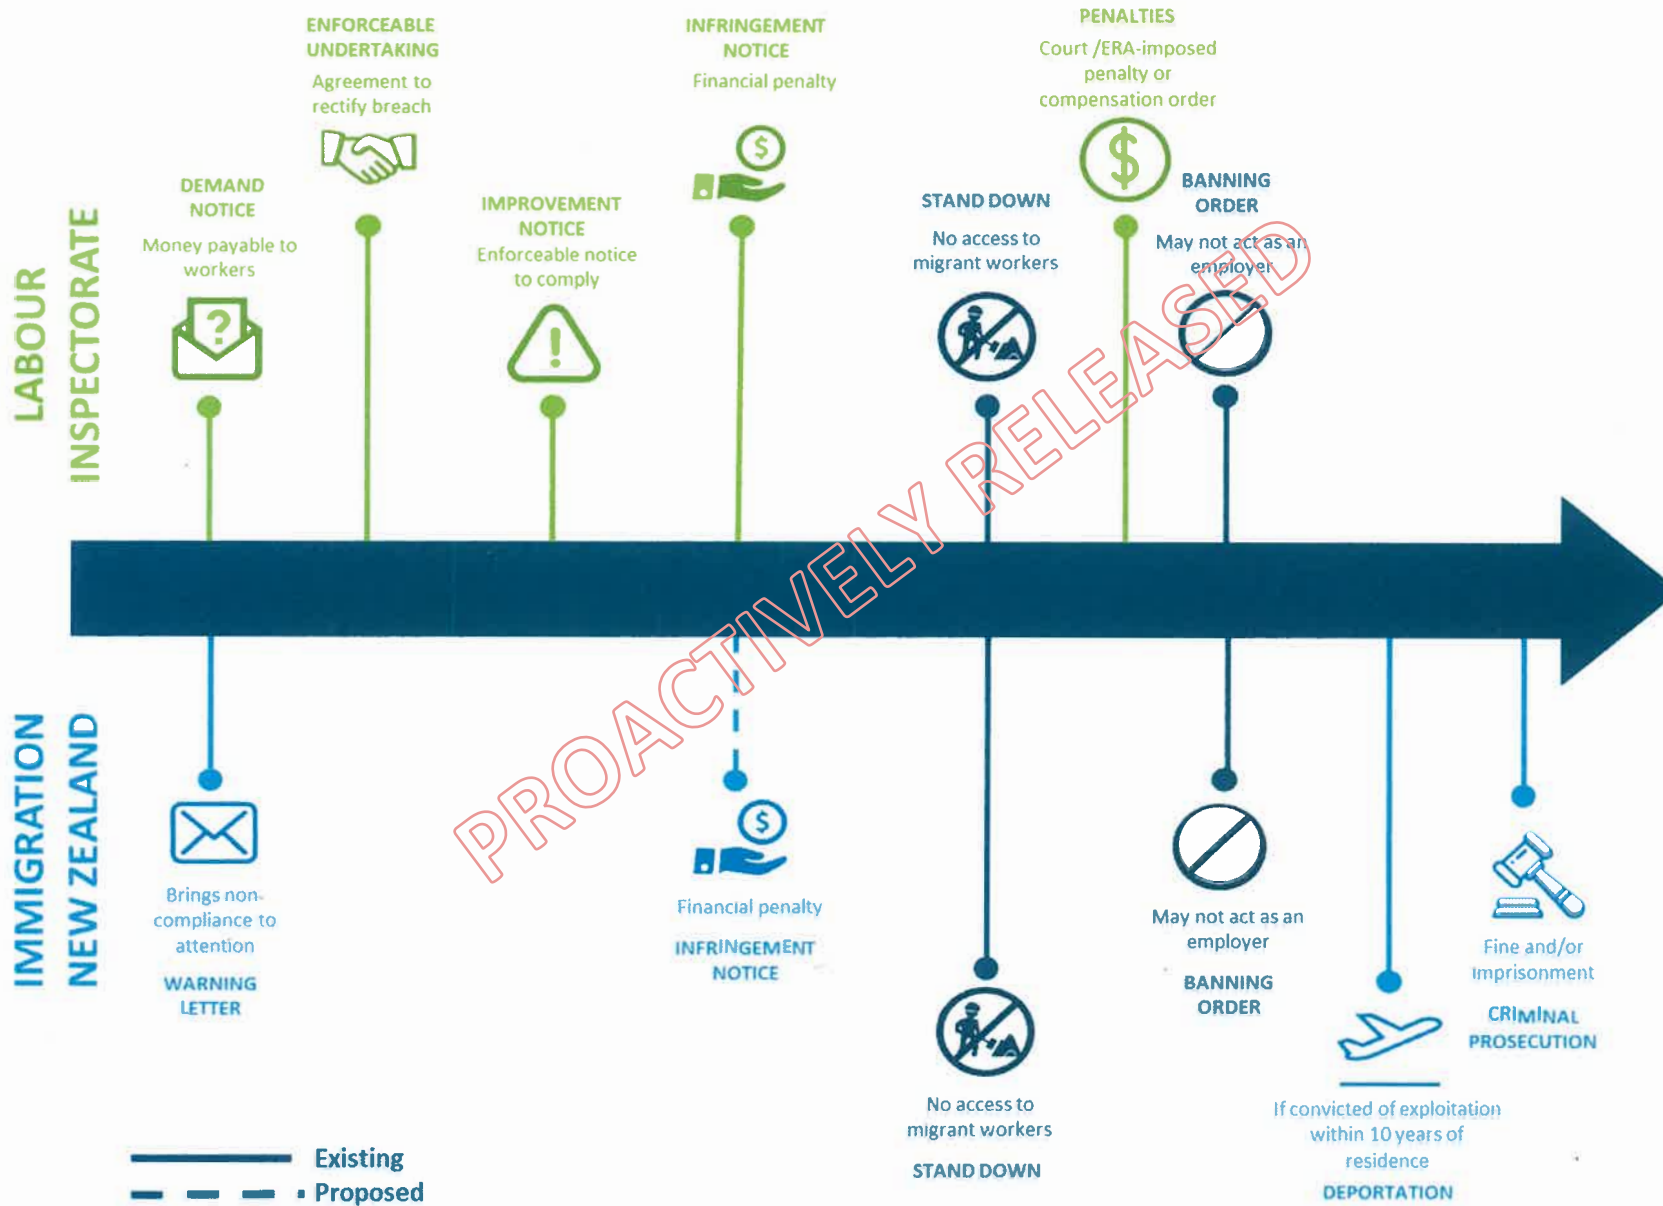 LABOUR
INSPECTORATE
DEMAND
NOTICE
Money payable to
workers
?
ENFORCEABLE
UNDERTAKING
Agreement to
rectify breach
IMPROVEMENT
NOTICE
Enforceable notice
to comply
!
INFRINGEMENT
NOTICE
Financial penalty
$
STAND DOWN
No access to
migrant workers
PENALTIES
Court /ERA-imposed
penalty or
compensation order
$
BANNING
ORDER
May not act as an
employer
PROACTIVELY RELEASED
IMMIGRATION
NEW ZEALAND
Brings non-
compliance to
attention
WARNING
LETTER
$
Financial penalty
INFRINGEMENT
NOTICE
No access to
migrant workers
STAND DOWN
May not act as an
employer
BANNING
ORDER
If convicted of exploitation
within 10 years of
residence
DEPORTATION
Fine and/or
imprisonment
CRIMINAL
PROSECUTION
Existing
Proposed